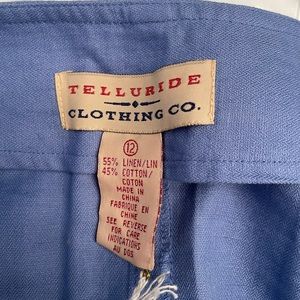 TELLURIDE
CLOTHING CO.
12
55% LINEN/LIN
45% COTTON/
COTON
MADE IN
CHINA
FABRIQUE EN
CHINE
SEE REVERSE
FOR CARE
INDICATIONS
AU DOS